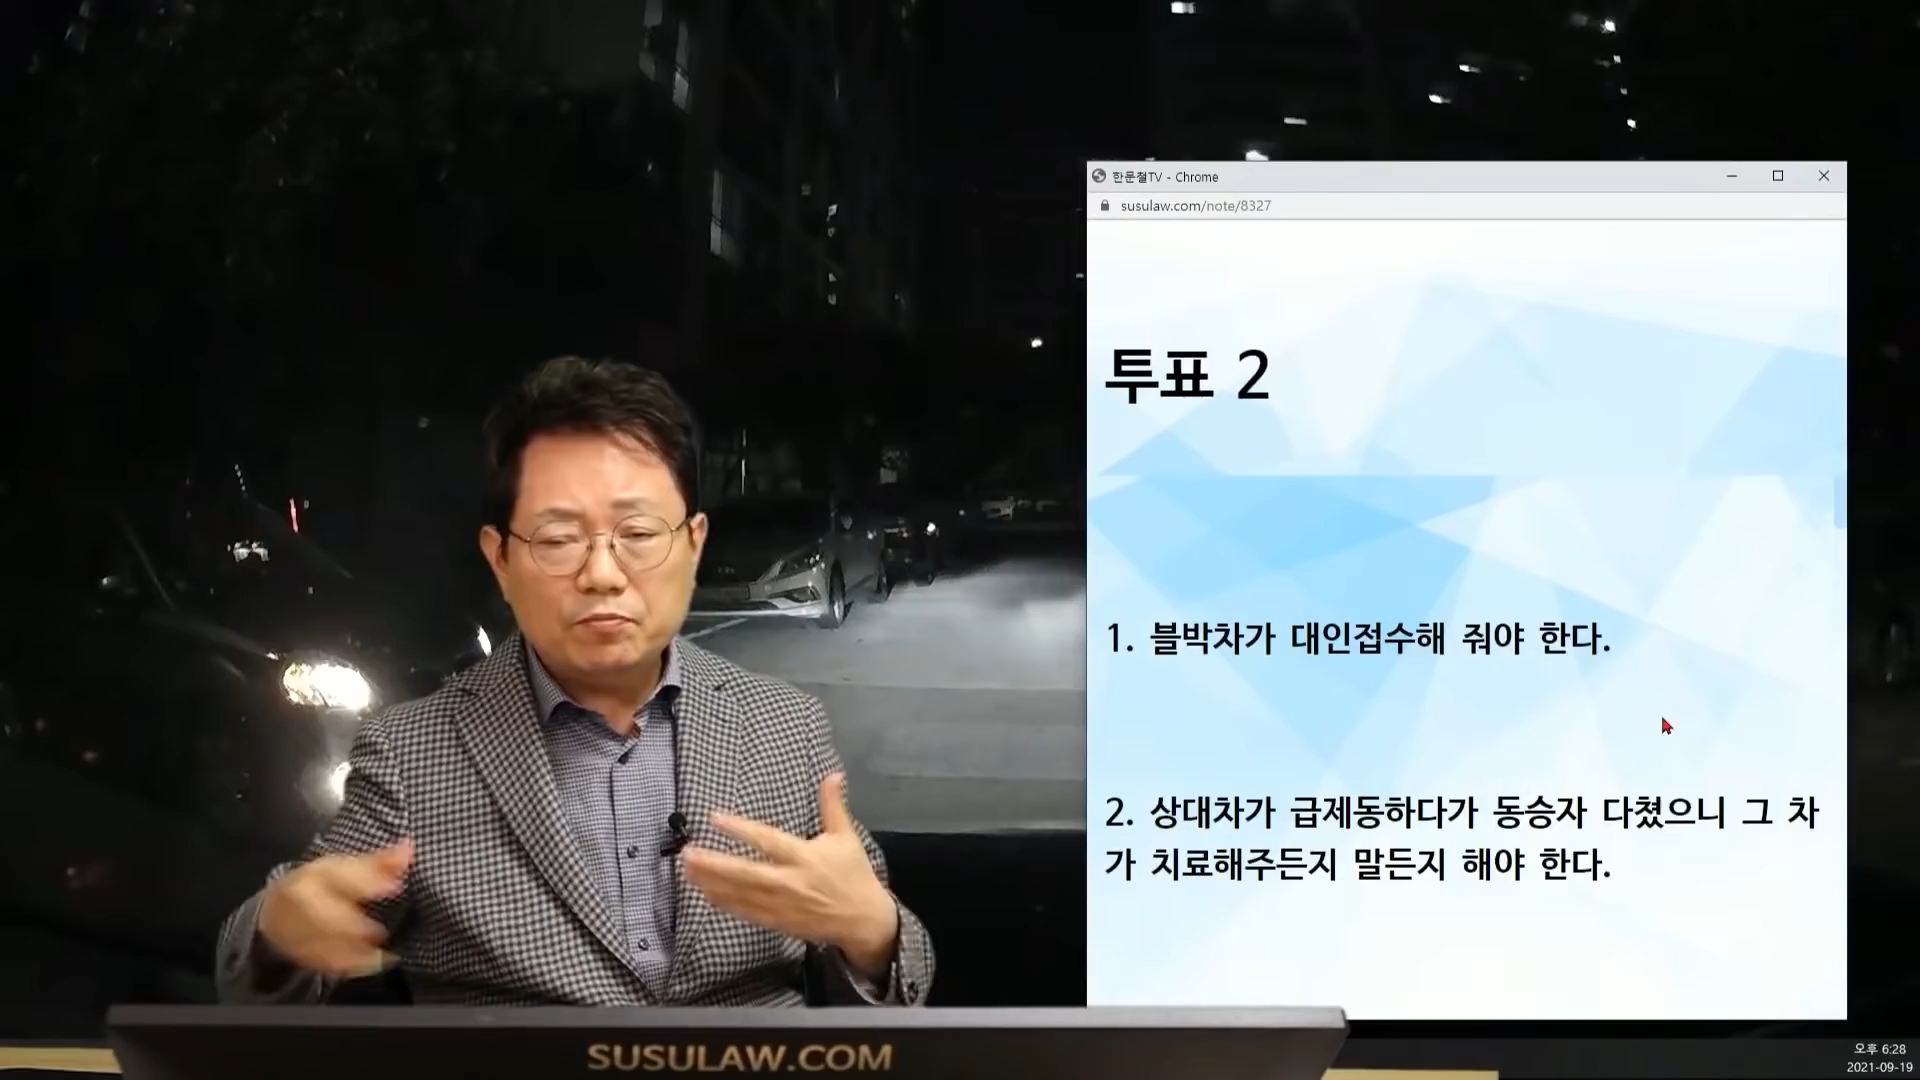 한문철TV - Chrome
susulaw.com/note/8327
투표 2
1. 블박차가 대인접수해 줘야 한다.
2. 상대차가 급제동하다가 동승자 다쳤으니 그 차
가 치료해주든지 말든지 해야 한다.
SUSULAW.COM
오후 6:28
2021-09-19